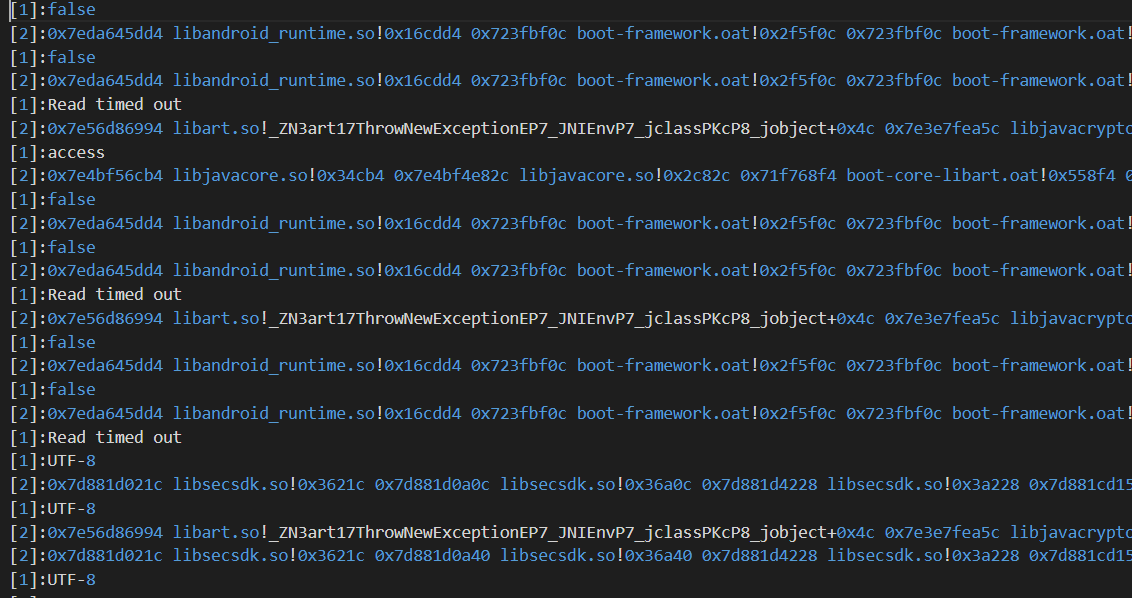 [1]:false
[2]:0x7eda645dd4 libandroid_runtime.so!0x16cdd4 0x723fbf0c boot-framework.oat!0x2f5f0c 0x723fbf0c boot-framework.oat!
[1]:false
[2]:0x7eda645dd4 libandroid_runtime.so!0x16cdd4 0x723fbf0c boot-framework.oat!0x2f5f0c 0x723fbf0c boot-framework.oat!
[1]:Read timed out
[2]:0x7e56d86994 libart.so!_ZN3art17ThrowNewExceptionEP7_JNIEnvP7_jclassPKcP8_jobject+0x4c 0x7e3e7fea5c libjavacrypto
[1]:access
[2]:0x7e4bf56cb4 libjavacore.so!0x34cb4 0x7e4bf4e82c libjavacore.so!0x2c82c 0x71f768f4 boot-core-libart.oat!0x558f4 0
[1]:false
[2]:0x7eda645dd4 libandroid_runtime.so!0x16cdd4 0x723fbf0c boot-framework.oat!0x2f5f0c 0x723fbf0c boot-framework.oat!
[1]:false
[2]:0x7eda645dd4 libandroid_runtime.so!0x16cdd4 0x723fbf0c boot-framework.oat!0x2f5f0c 0x723fbf0c boot-framework.oat!
[1]:Read timed out
[2]:0x7e56d86994 libart.so!_ZN3art17ThrowNewExceptionEP7_JNIEnvP7_jclassPKcP8_jobject+0x4c 0x7e3e7fea5c libjavacrypto
[1]:false
[2]:0x7eda645dd4 libandroid_runtime.so!0x16cdd4 0x723fbf0c boot-framework.oat!0x2f5f0c 0x723fbf0c boot-framework.oat!
[1]:false
[2]:0x7eda645dd4 libandroid_runtime.so!0x16cdd4 0x723fbf0c boot-framework.oat!0x2f5f0c 0x723fbf0c boot-framework.oat!
[1]:Read timed out
[1]:UTF-8
[2]:0x7d881d021c libsecsdk.so!0x3621c 0x7d881d0a0c libsecsdk.so!0x36a0c 0x7d881d4228 libsecsdk.so!0x3a228 0x7d881cd15
[1]:UTF-8
[2]:0x7e56d86994 libart.so!_ZN3art17ThrowNewExceptionEP7_JNIEnvP7_jclassPKcP8_jobject+0x4c 0x7e3e7fea5c libjavacrypto
[2]:0x7d881d021c libsecsdk.so!0x3621c 0x7d881d0a40 libsecsdk.so!0x36a40 0x7d881d4228 libsecsdk.so!0x3a228 0x7d881cd15
[1]:UTF-8